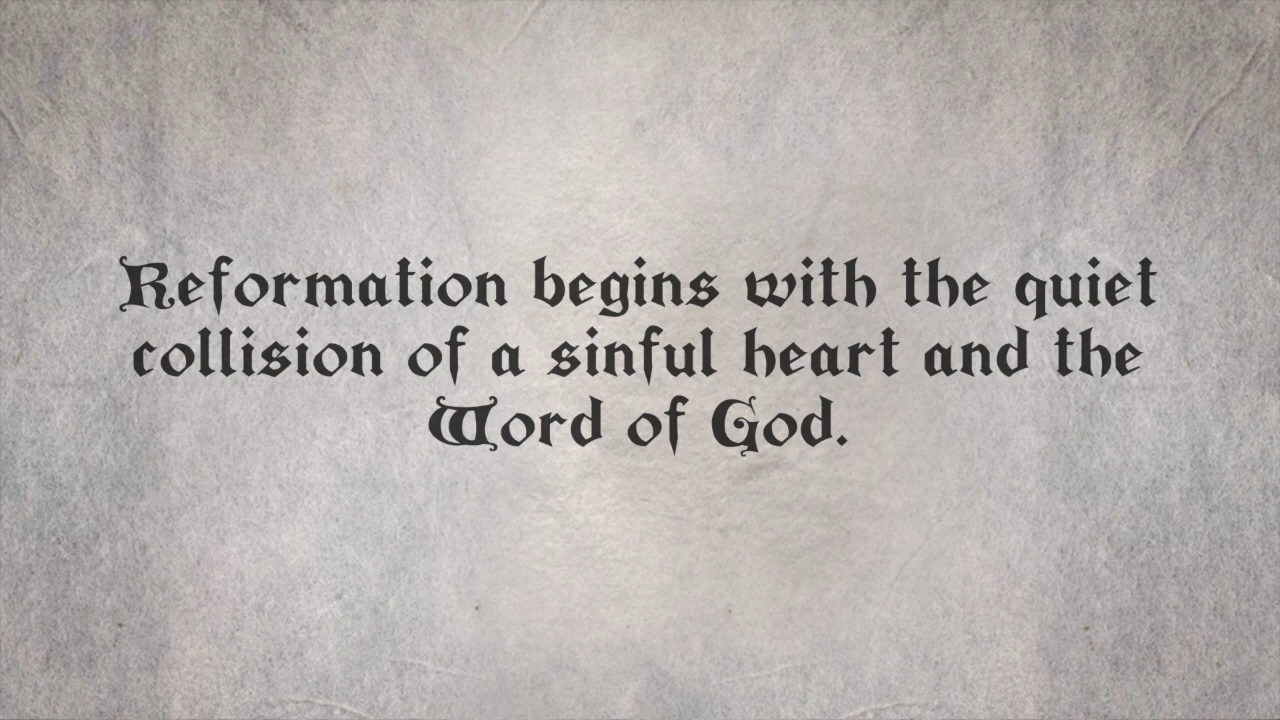 Reformation begins with the quiet
collision of a sinful heart and the
Word of God.